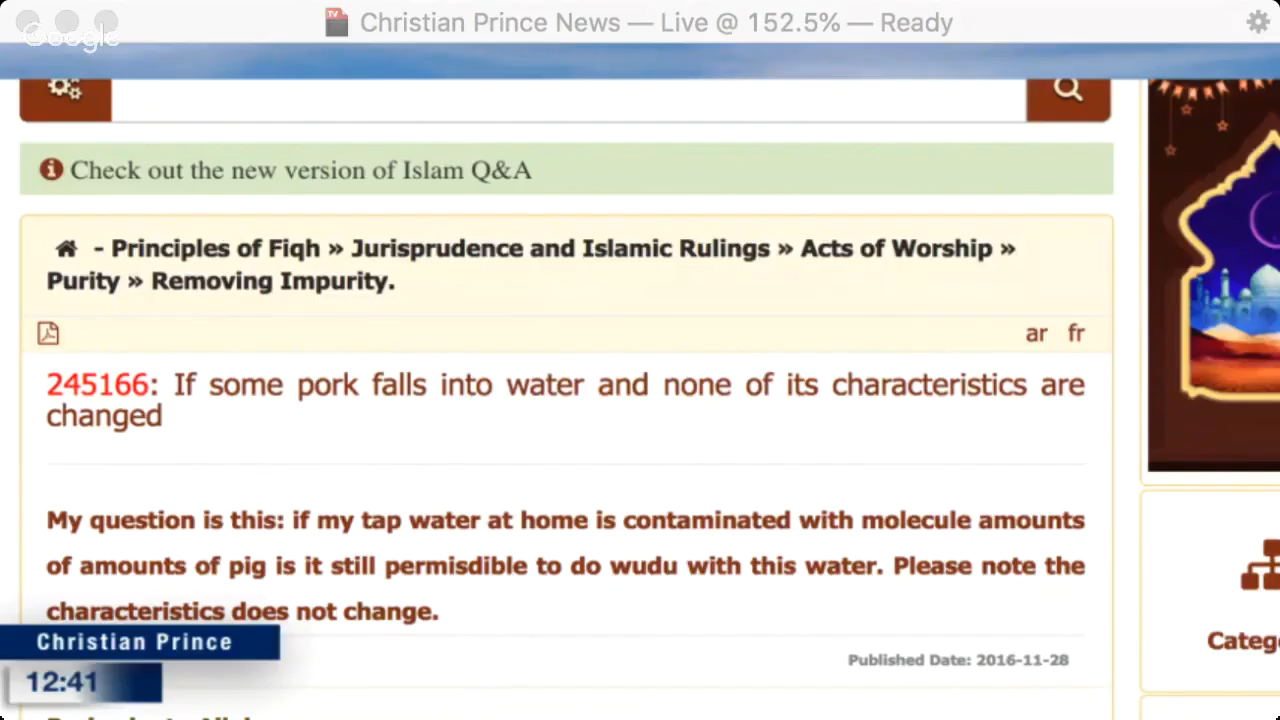 Christian Prince News — Live @ 152.5% — Ready
Google
Check out the new version of Islam Q&A
- Principles of Fiqh » Jurisprudence and Islamic Rulings » Acts of Worship »
Purity » Removing Impurity.
ar fr
245166: If some pork falls into water and none of its characteristics are
changed
My question is this: if my tap water at home is contaminated with molecule amounts
of amounts of pig is it still permisdible to do wudu with this water. Please note the
characteristics does not change.
Published Date: 2016-11-28
Christian Prince
12:41